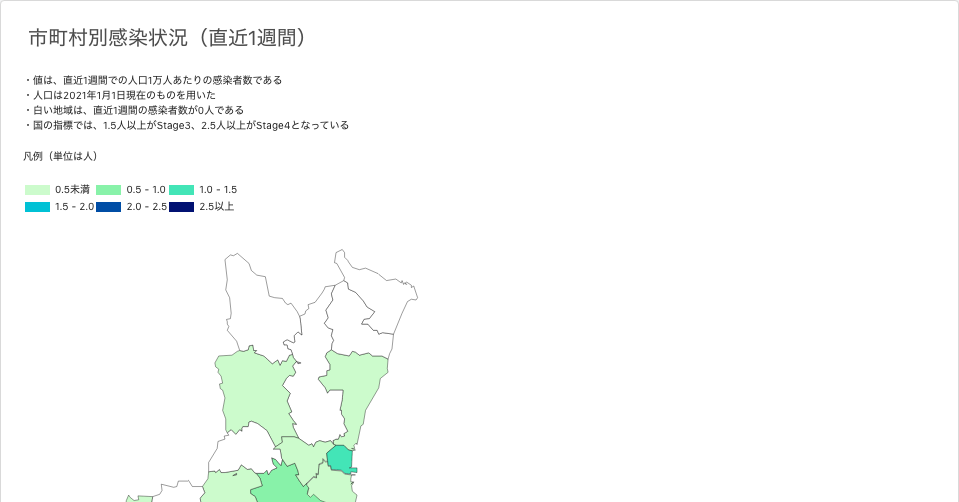 市町村別感染状況（直近1週間）
・値は、直近1週間での人口1万人あたりの感染者数である
・人口は2021年1月1日現在のものを用いた
・白い地域は、直近1週間の感染者数が0人である
・国の指標では、1.5人以上がStage3、2.5人以上がStage4となっている
凡例（単位は人）
0.5未満 0.5 - 1.0 1.0 - 1.5
1.5 - 2.0 2.0 - 2.5 2.5以上